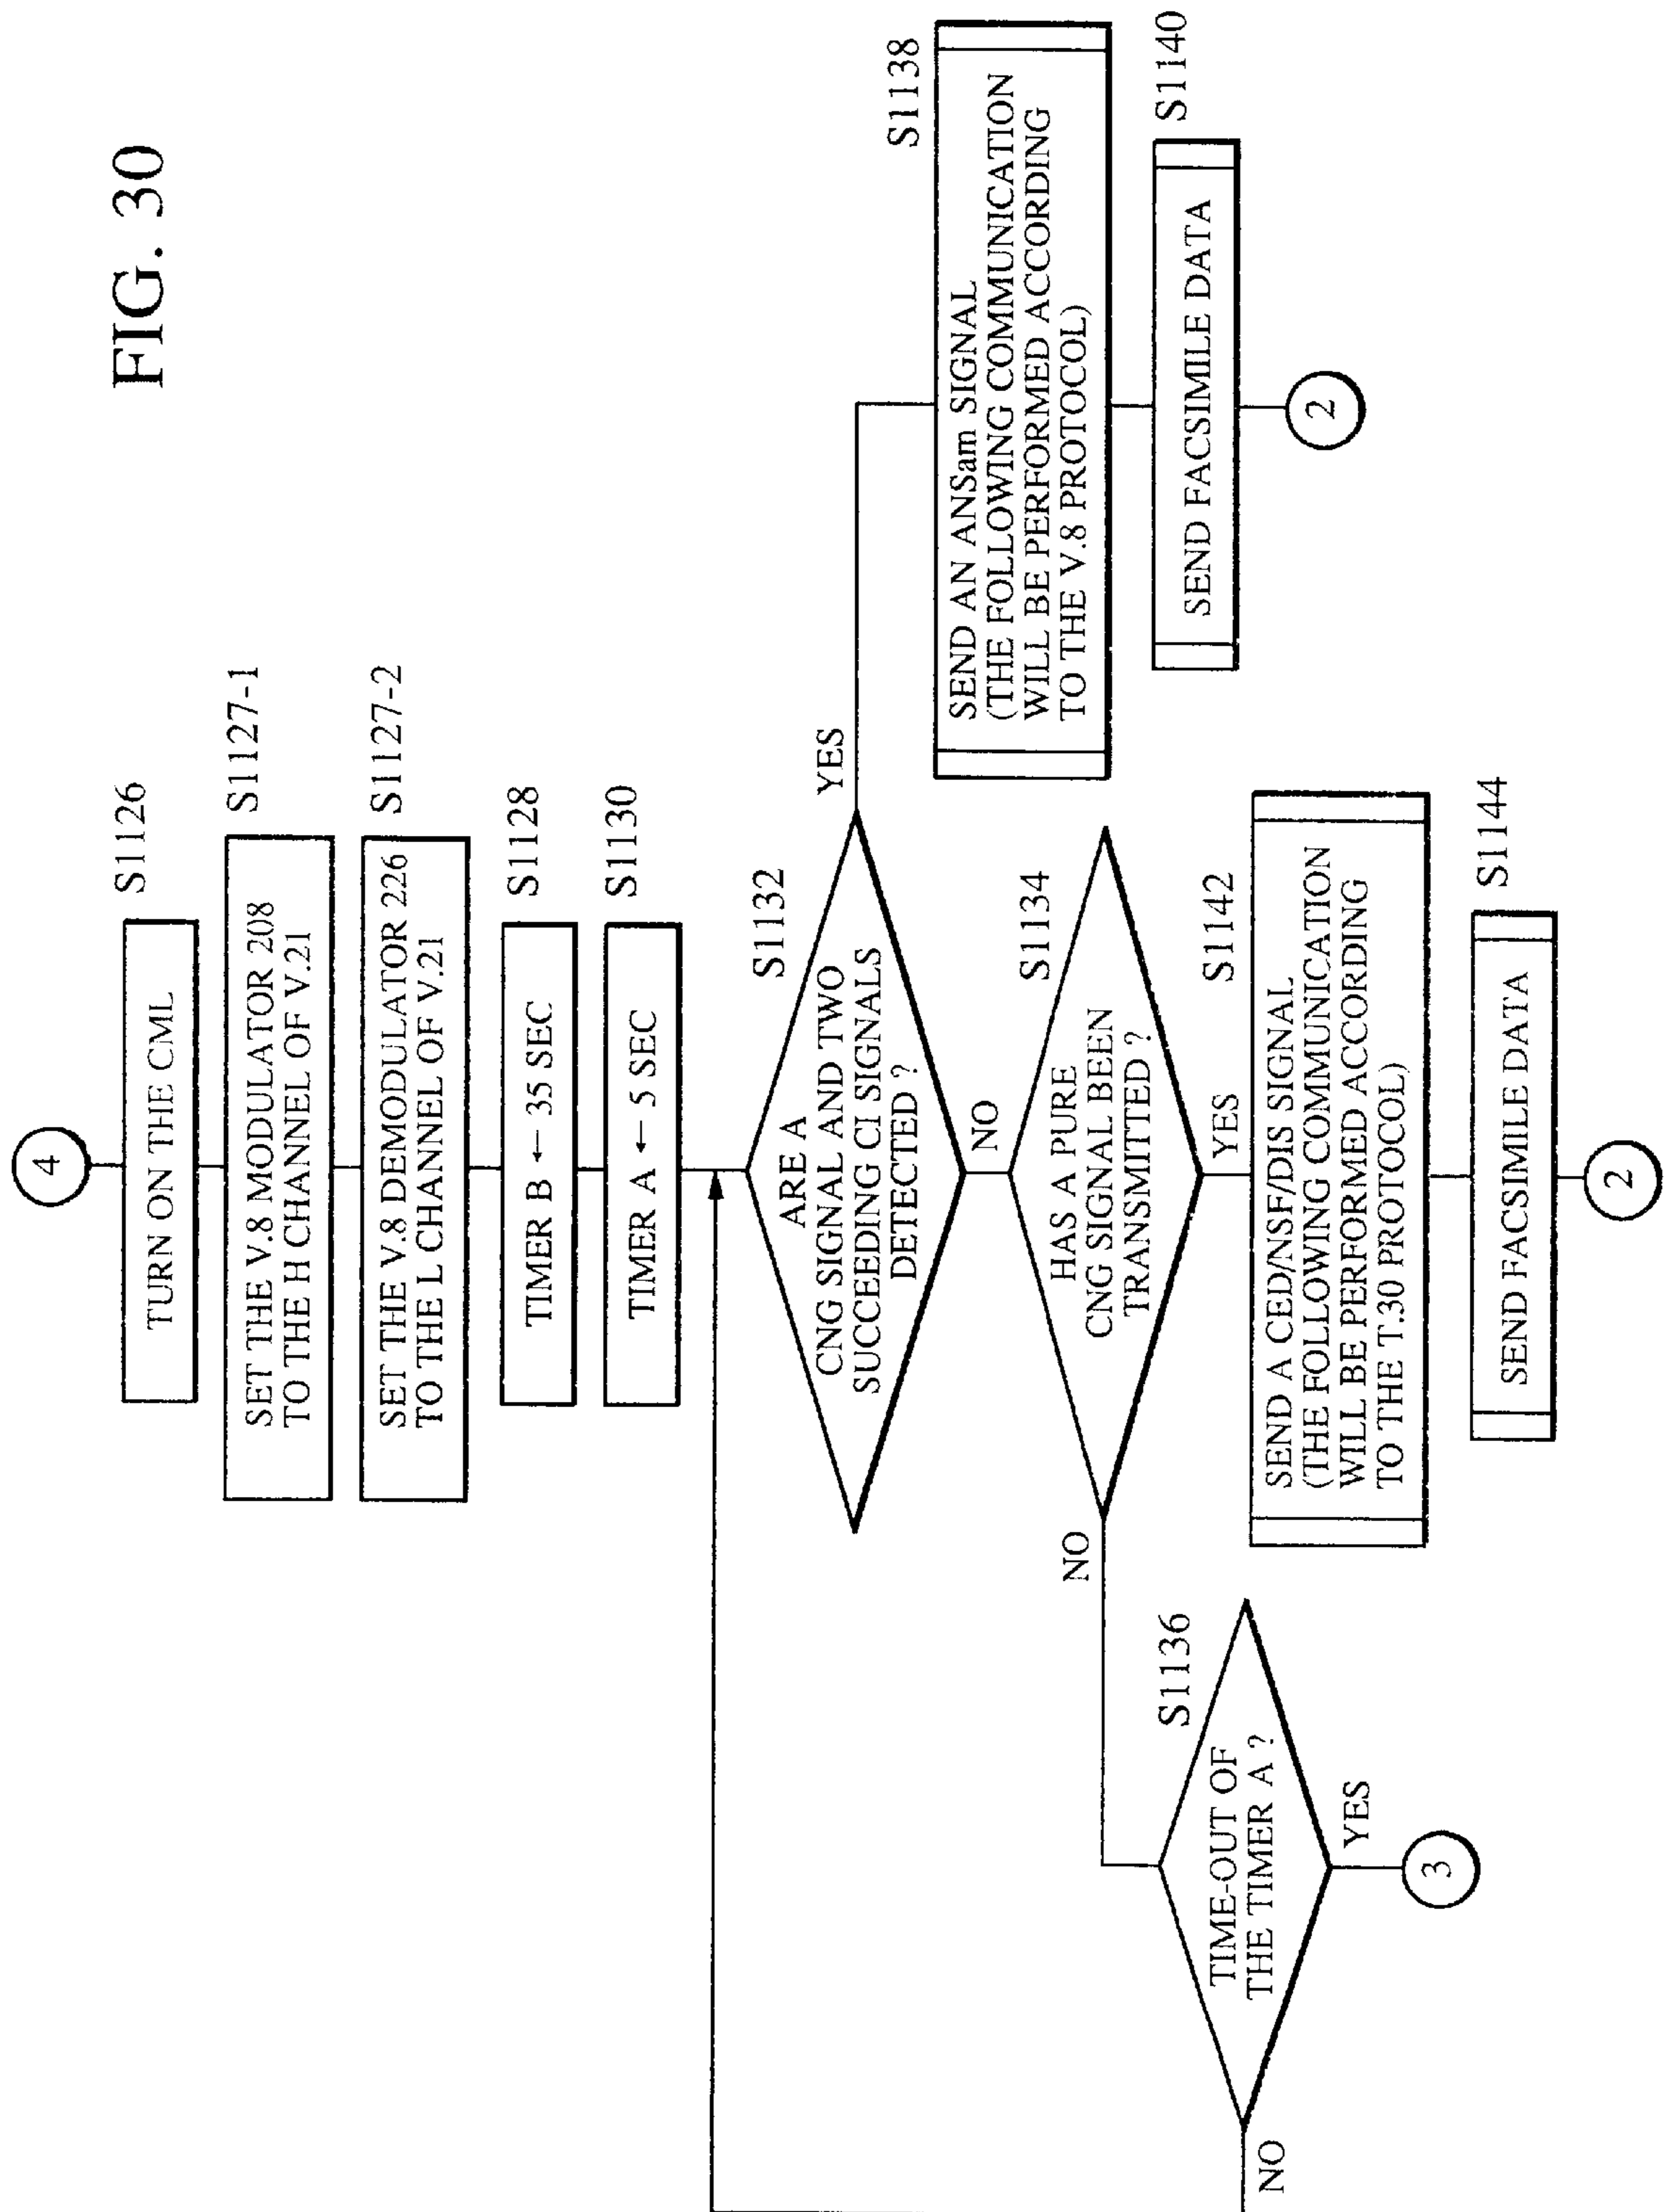 FIG. 30
4
TURN ON THE CML
S1126
SET THE V.8 MODULATOR 208
TO THE H CHANNEL OF V.21
S1127-1
SET THE V.8 DEMODULATOR 226
TO THE L CHANNEL OF V.21
S1127-2
TIMER B ← 35 SEC
S1128
TIMER A ← 5 SEC
S1130
S1132
ARE A
CNG SIGNAL AND TWO
SUCCEEDING CI SIGNALS
DETECTED ?
YES
NO
S1138
SEND AN ANSam SIGNAL
(THE FOLLOWING COMMUNICATION
WILL BE PERFORMED ACCORDING
TO THE V.8 PROTOCOL)
S1140
SEND FACSIMILE DATA
2
S1134
HAS A PURE
CNG SIGNAL BEEN
TRANSMITTED ?
NO
YES
S1142
SEND A CED/NSF/DIS SIGNAL
(THE FOLLOWING COMMUNICATION
WILL BE PERFORMED ACCORDING
TO THE T.30 PROTOCOL)
S1144
SEND FACSIMILE DATA
2
S1136
TIME-OUT OF
THE TIMER A ?
NO
YES
3